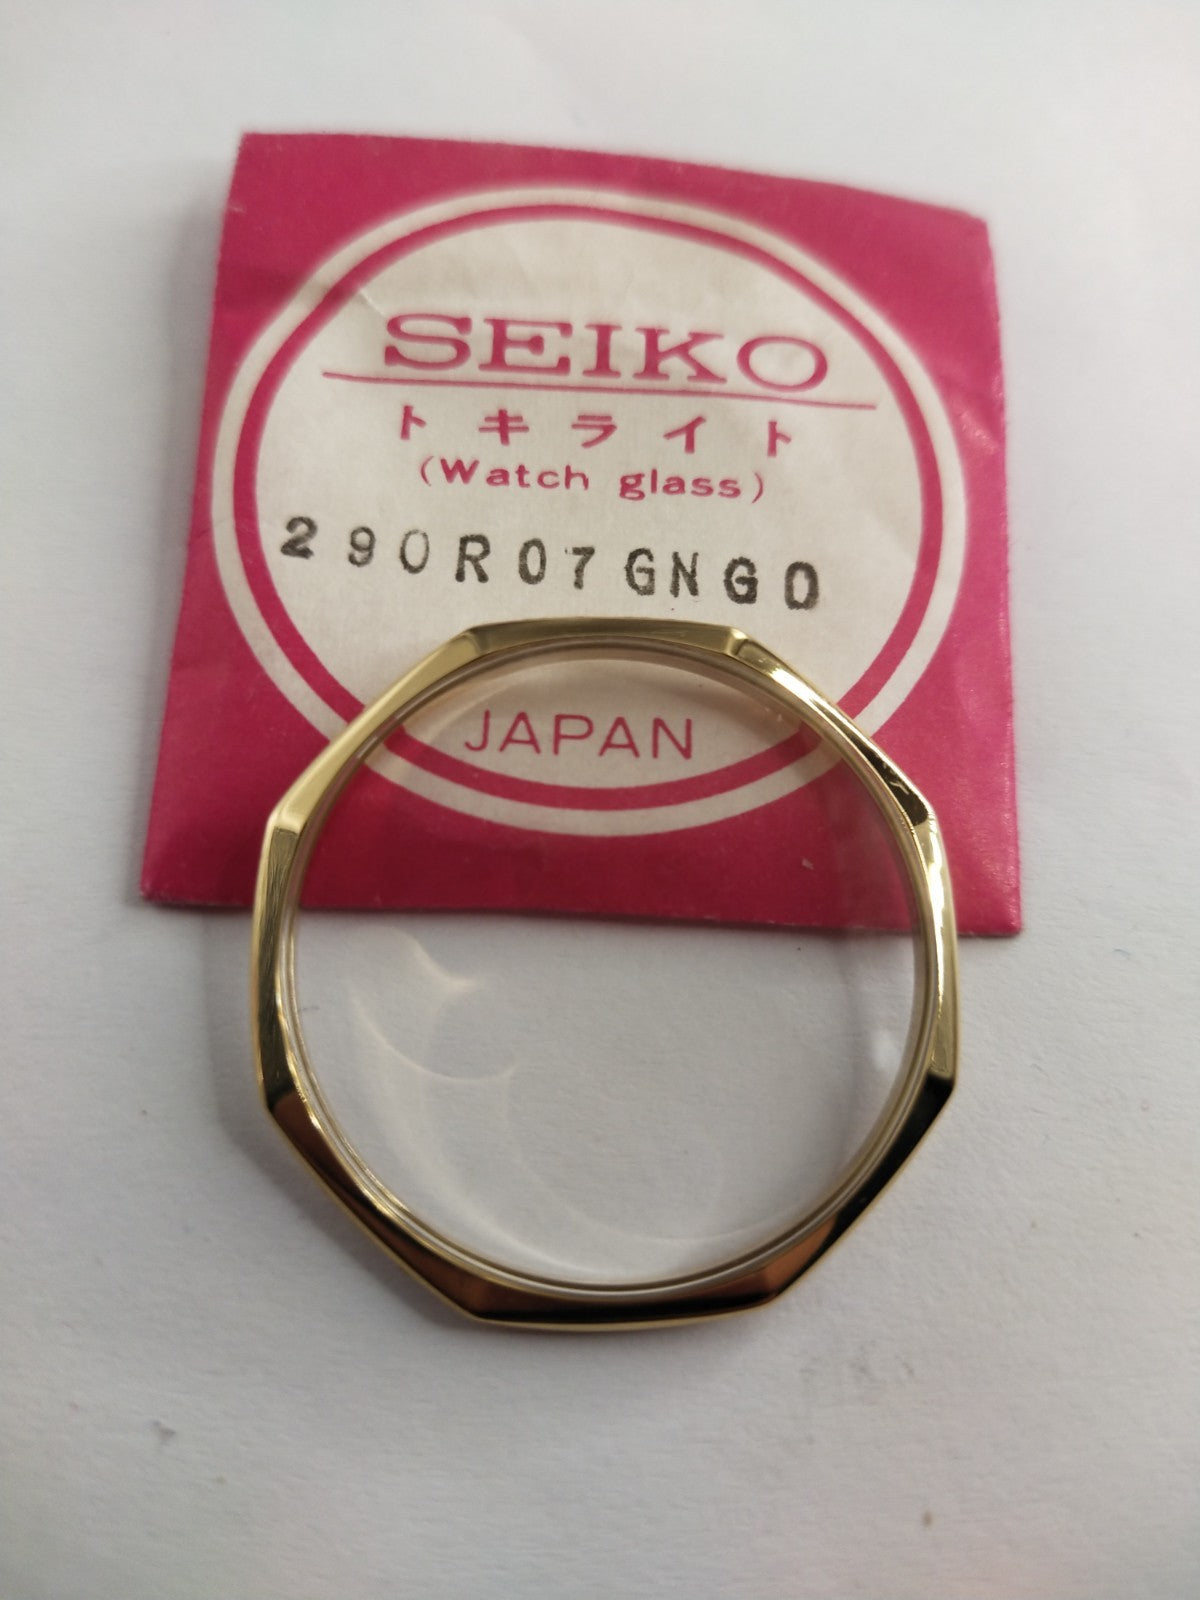 SEIKO
トキライト
(Watch glass)
290R07GNG0
JAPAN